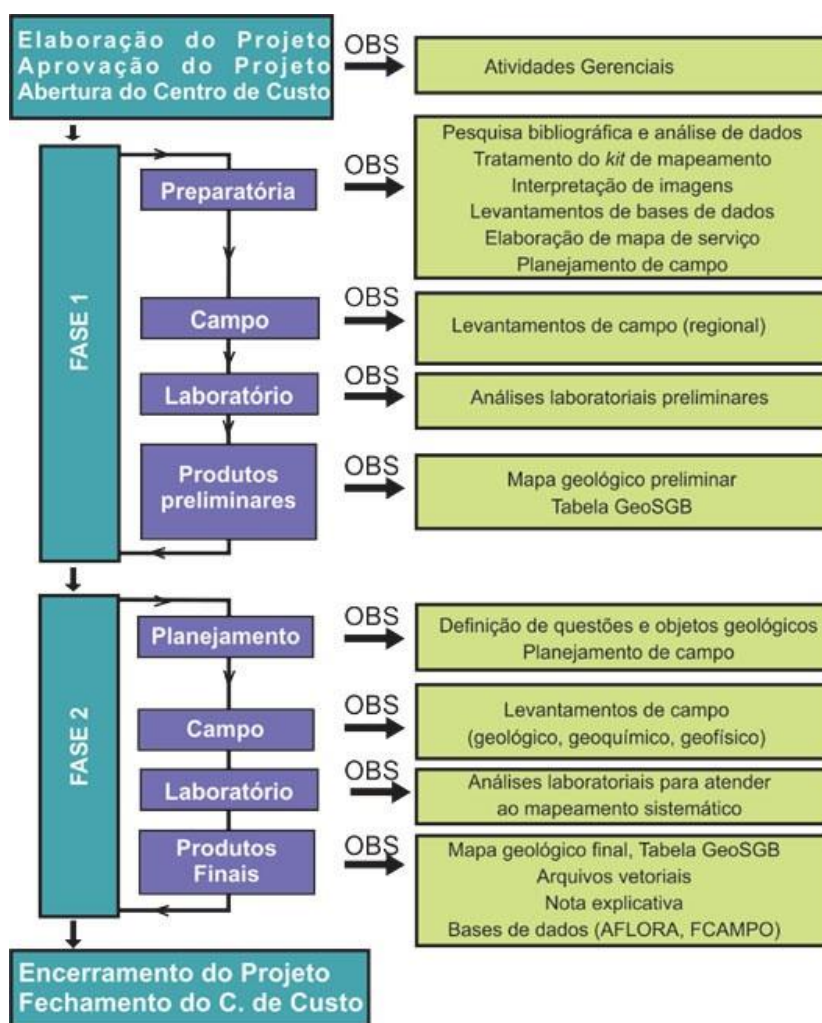 Elaboração do Projeto
Aprovação do Projeto
Abertura do Centro de Custo
OBS
Atividades Gerenciais
FASE 1
Preparatória
OBS
Pesquisa bibliográfica e análise de dados
Tratamento do kit de mapeamento
Interpretação de imagens
Levantamentos de bases de dados
Elaboração de mapa de serviço
Planejamento de campo
Campo
OBS
Levantamentos de campo (regional)
Laboratório
OBS
Análises laboratoriais preliminares
Produtos
preliminares
OBS
Mapa geológico preliminar
Tabela GeoSGB
FASE 2
Planejamento
OBS
Definição de questões e objetos geológicos
Planejamento de campo
Campo
OBS
Levantamentos de campo
(geológico, geoquímico, geofísico)
Laboratório
OBS
Análises laboratoriais para atender
ao mapeamento sistemático
Produtos
Finais
OBS
Mapa geológico final, Tabela GeoSGB
Arquivos vetoriais
Nota explicativa
Bases de dados (AFLORA, FCAMPO)
Encerramento do Projeto
Fechamento do C. de Custo